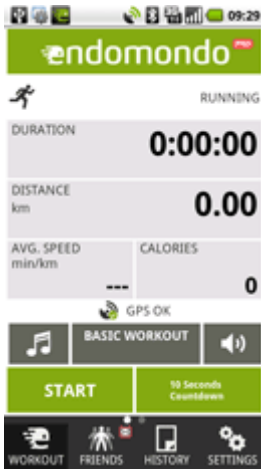 09:29
endomondo PRO
RUNNING
DURATION
0:00:00
DISTANCE
km
0.00
AVG. SPEED
min/km
---
CALORIES
0
GPS OK
BASIC WORKOUT
START
10 Seconds
Countdown
WORKOUT FRIENDS HISTORY SETTINGS